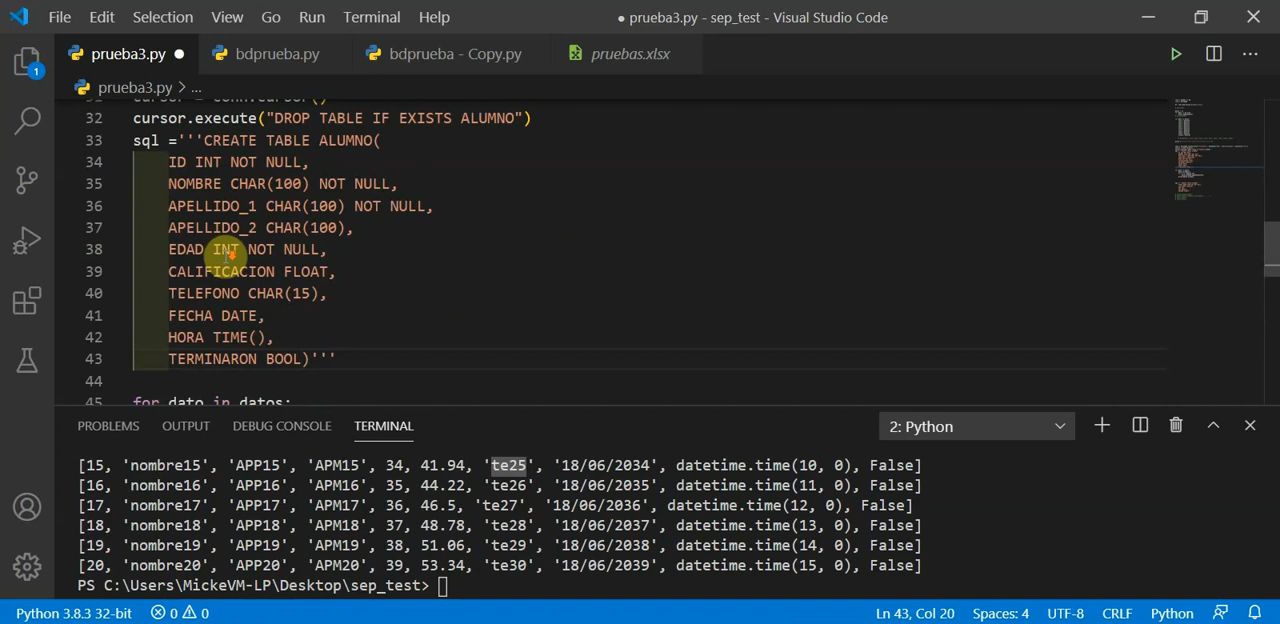 File Edit Selection View Go Run Terminal Help ● prueba3.py - sep_test - Visual Studio Code
prueba3.py ● bdprueba.py bdprueba - Copy.py pruebas.xlsx
1 prueba3.py > ...
31 cursor = conn.cursor()
32 cursor.execute("DROP TABLE IF EXISTS ALUMNO")
33 sql ='''CREATE TABLE ALUMNO(
34 ID INT NOT NULL,
35 NOMBRE CHAR(100) NOT NULL,
36 APELLIDO_1 CHAR(100) NOT NULL,
37 APELLIDO_2 CHAR(100),
38 EDAD INT NOT NULL,
39 CALIFICACION FLOAT,
40 TELEFONO CHAR(15),
41 FECHA DATE,
42 HORA TIME(),
43 TERMINARON BOOL)'''
44
45 for dato in datos:
PROBLEMS OUTPUT DEBUG CONSOLE TERMINAL 2: Python
[15, 'nombre15', 'APP15', 'APM15', 34, 41.94, 'te25', '18/06/2034', datetime.time(10, 0), False]
[16, 'nombre16', 'APP16', 'APM16', 35, 44.22, 'te26', '18/06/2035', datetime.time(11, 0), False]
[17, 'nombre17', 'APP17', 'APM17', 36, 46.5, 'te27', '18/06/2036', datetime.time(12, 0), False]
[18, 'nombre18', 'APP18', 'APM18', 37, 48.78, 'te28', '18/06/2037', datetime.time(13, 0), False]
[19, 'nombre19', 'APP19', 'APM19', 38, 51.06, 'te29', '18/06/2038', datetime.time(14, 0), False]
[20, 'nombre20', 'APP20', 'APM20', 39, 53.34, 'te30', '18/06/2039', datetime.time(15, 0), False]
PS C:\Users\MickeVM-LP\Desktop\sep_test>
Python 3.8.3 32-bit 0 0 Ln 43, Col 20 Spaces: 4 UTF-8 CRLF Python